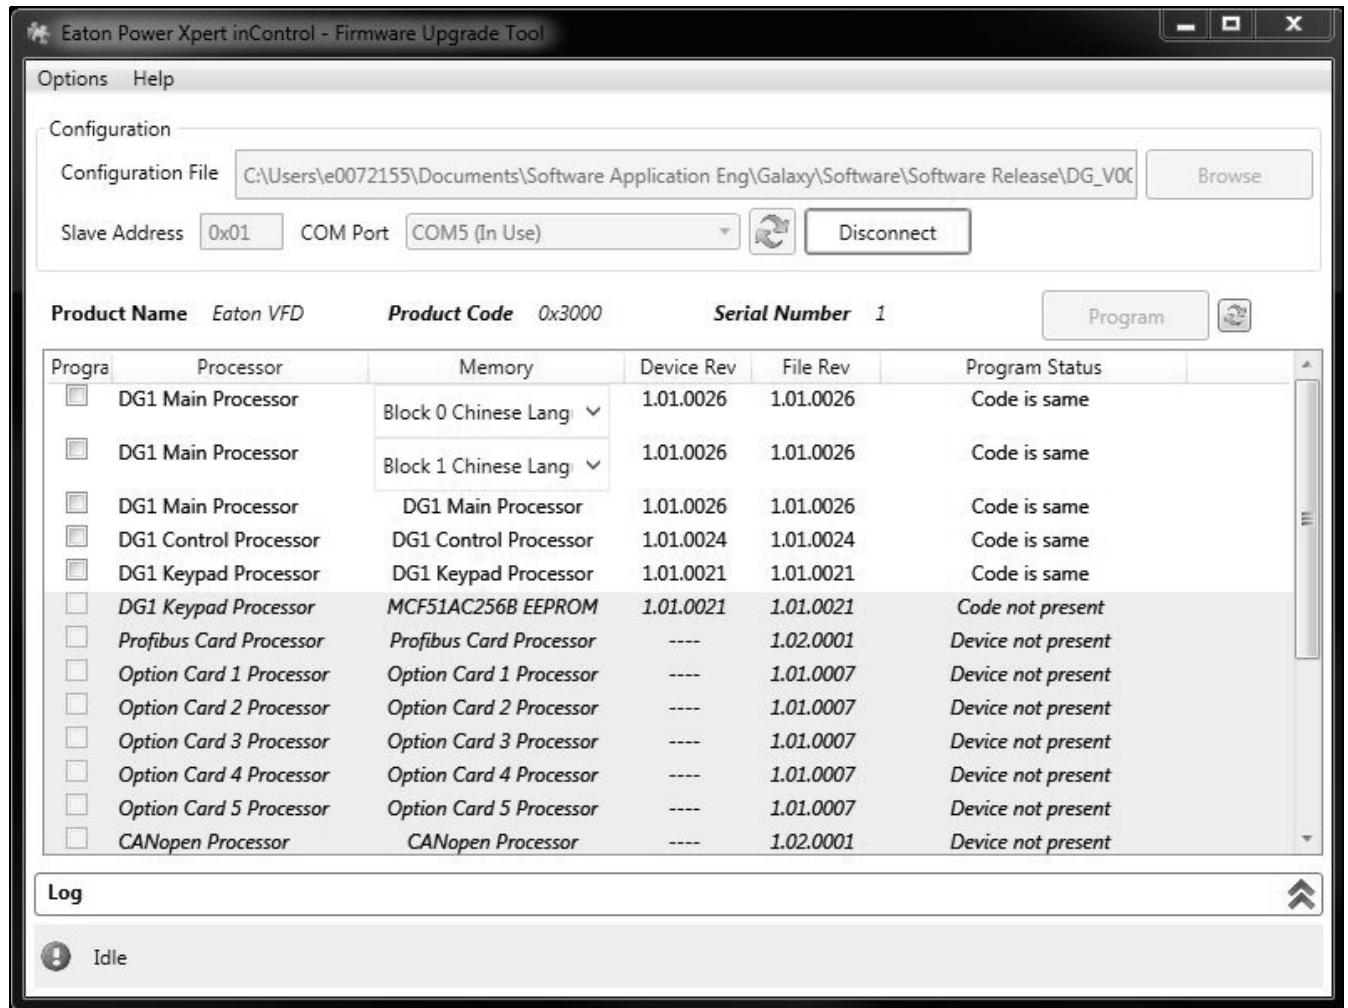 Eaton Power Xpert inControl - Firmware Upgrade Tool
Options Help
Configuration
Configuration File C:\Users\e0072155\Documents\Software Application Eng\Galaxy\Software\Software Release\DG_V00 Browse
Slave Address 0x01 COM Port COM5 (In Use) Disconnect
Product Name Eaton VFD Product Code 0x3000 Serial Number 1 Program
Progra Processor Memory Device Rev File Rev Program Status
DG1 Main Processor Block 0 Chinese Lang 1.01.0026 1.01.0026 Code is same
DG1 Main Processor Block 1 Chinese Lang 1.01.0026 1.01.0026 Code is same
DG1 Main Processor DG1 Main Processor 1.01.0026 1.01.0026 Code is same
DG1 Control Processor DG1 Control Processor 1.01.0024 1.01.0024 Code is same
DG1 Keypad Processor DG1 Keypad Processor 1.01.0021 1.01.0021 Code is same
DG1 Keypad Processor MCF51AC256B EEPROM 1.01.0021 1.01.0021 Code not present
Profibus Card Processor Profibus Card Processor ---- 1.02.0001 Device not present
Option Card 1 Processor Option Card 1 Processor ---- 1.01.0007 Device not present
Option Card 2 Processor Option Card 2 Processor ---- 1.01.0007 Device not present
Option Card 3 Processor Option Card 3 Processor ---- 1.01.0007 Device not present
Option Card 4 Processor Option Card 4 Processor ---- 1.01.0007 Device not present
Option Card 5 Processor Option Card 5 Processor ---- 1.01.0007 Device not present
CANopen Processor CANopen Processor ---- 1.02.0001 Device not present
Log
Idle